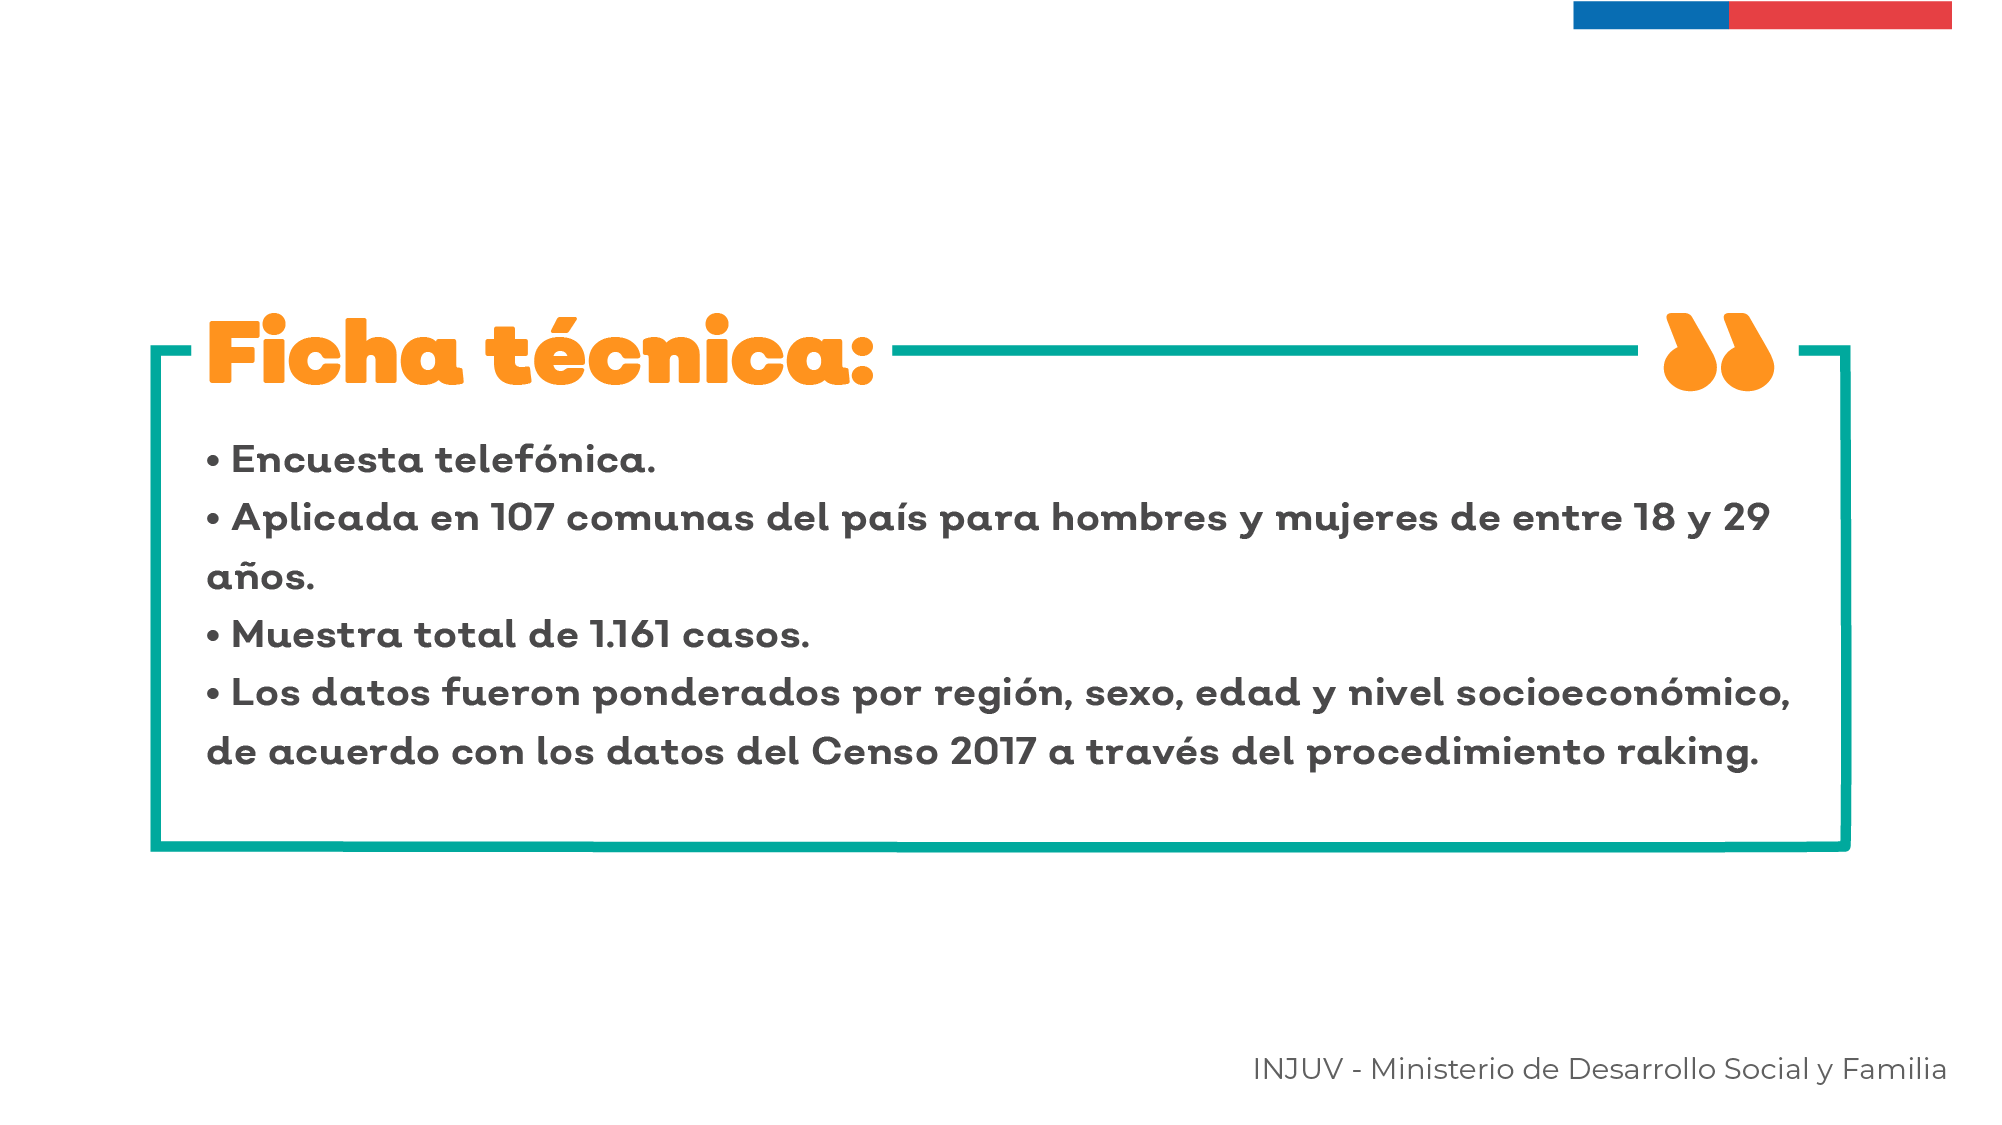 Ficha técnica:
• Encuesta telefónica.
• Aplicada en 107 comunas del país para hombres y mujeres de entre 18 y 29
años.
• Muestra total de 1.161 casos.
• Los datos fueron ponderados por región, sexo, edad y nivel socioeconómico,
de acuerdo con los datos del Censo 2017 a través del procedimiento raking.
INJUV - Ministerio de Desarrollo Social y Familia